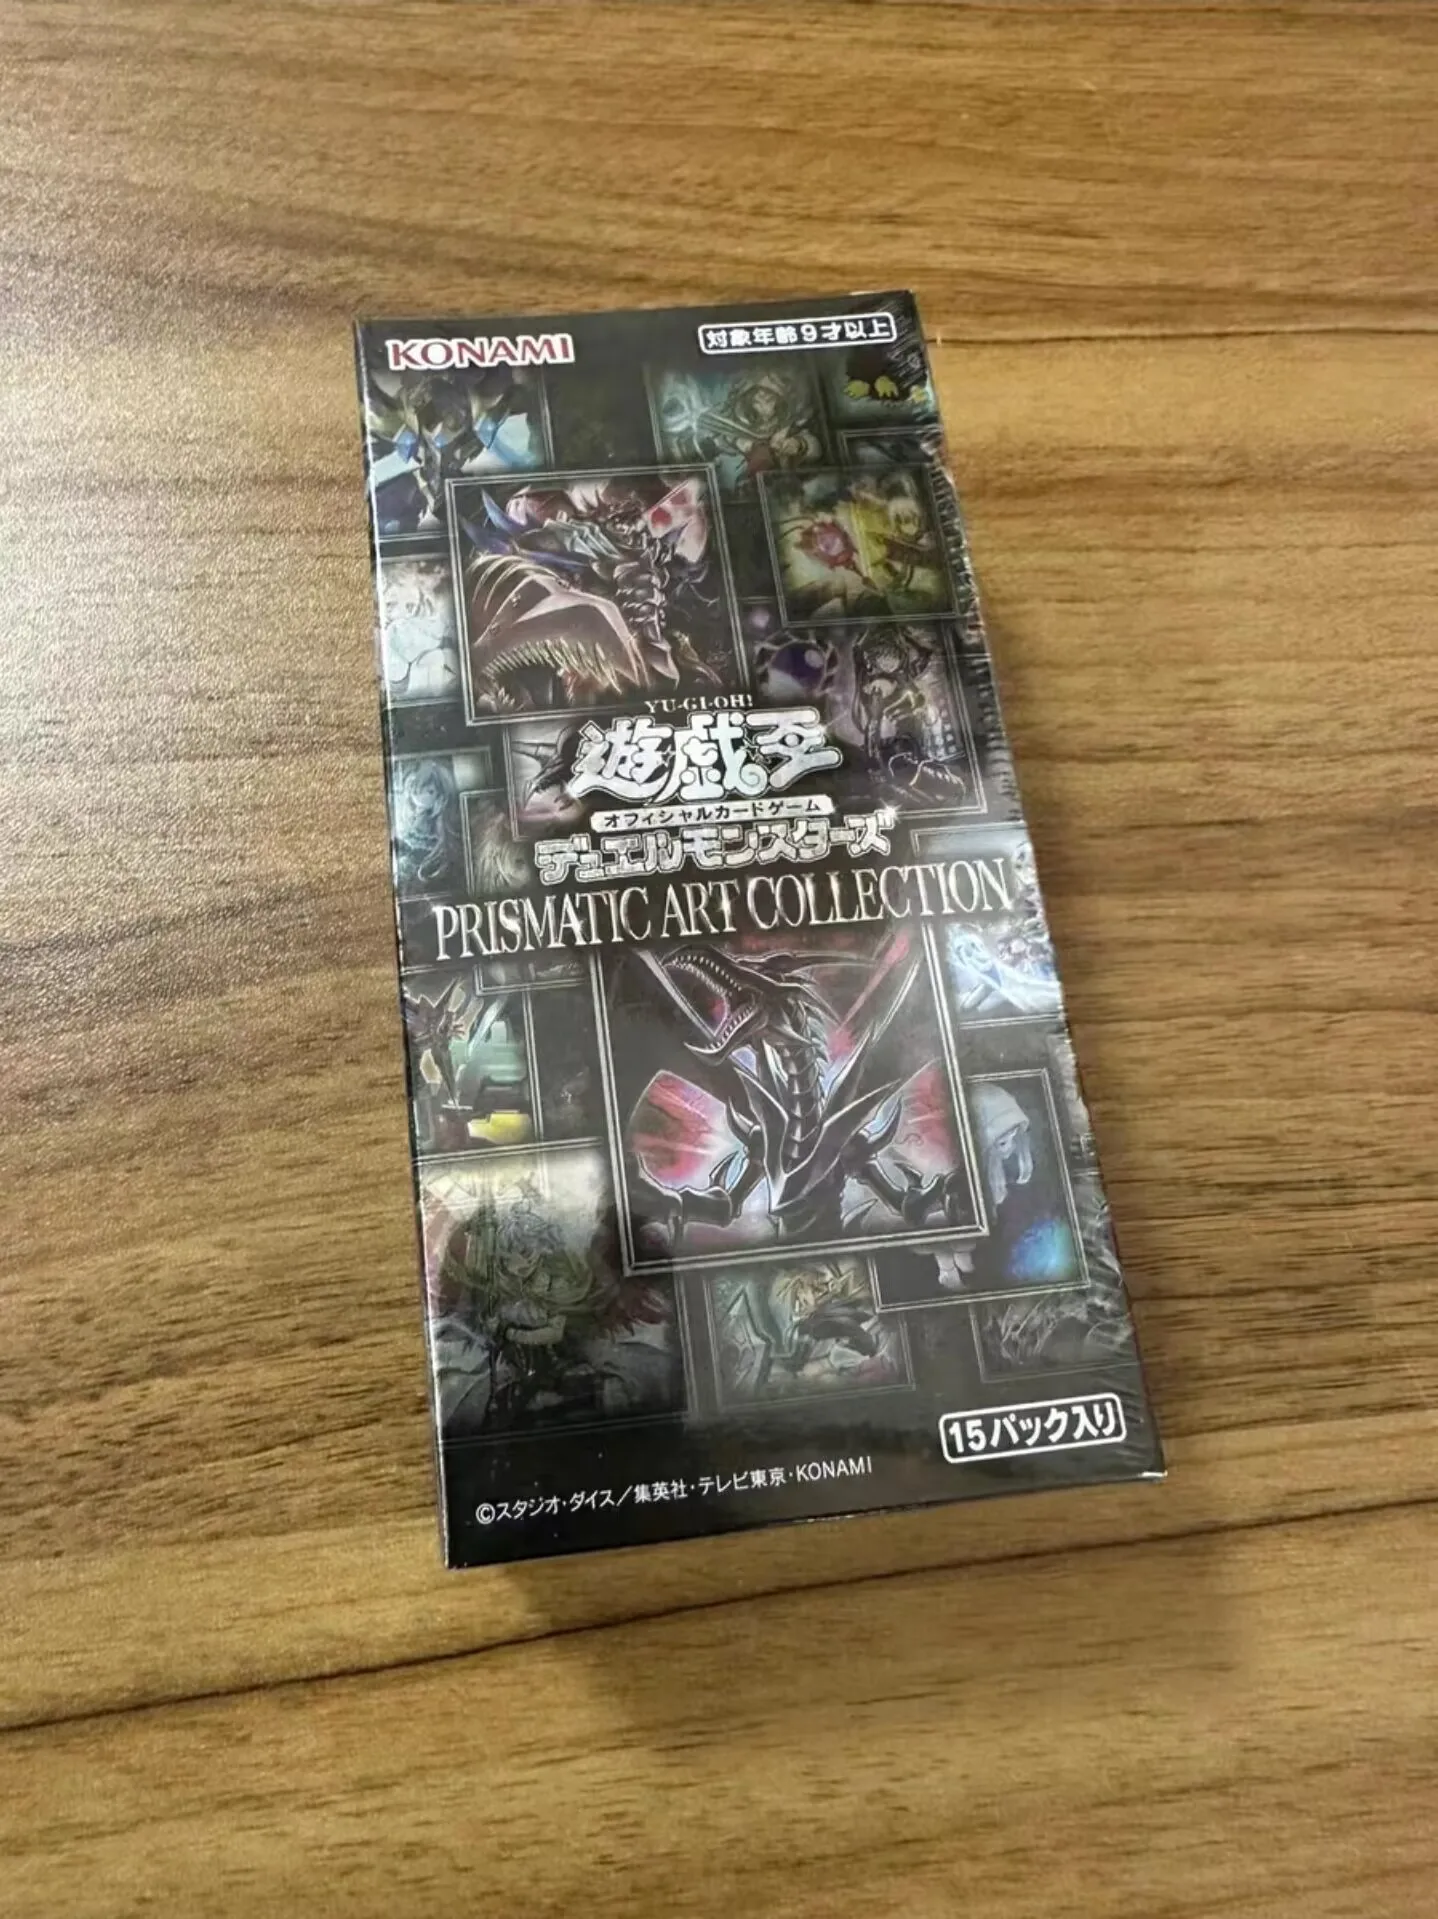 KONAMI
対象年齢9才以上
YU-GI-OH!
遊☆戯☆王
オフィシャルカードゲーム
デュエルモンスターズ
PRISMATIC ART COLLECTION
15パック入り
©スタジオ・ダイス／集英社・テレビ東京・KONAMI